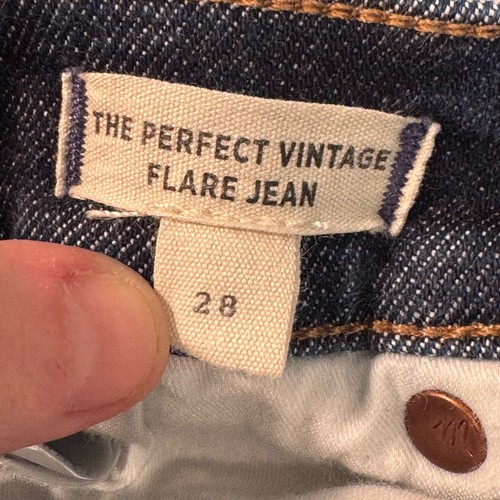 THE PERFECT VINTAGE
FLARE JEAN
28
m